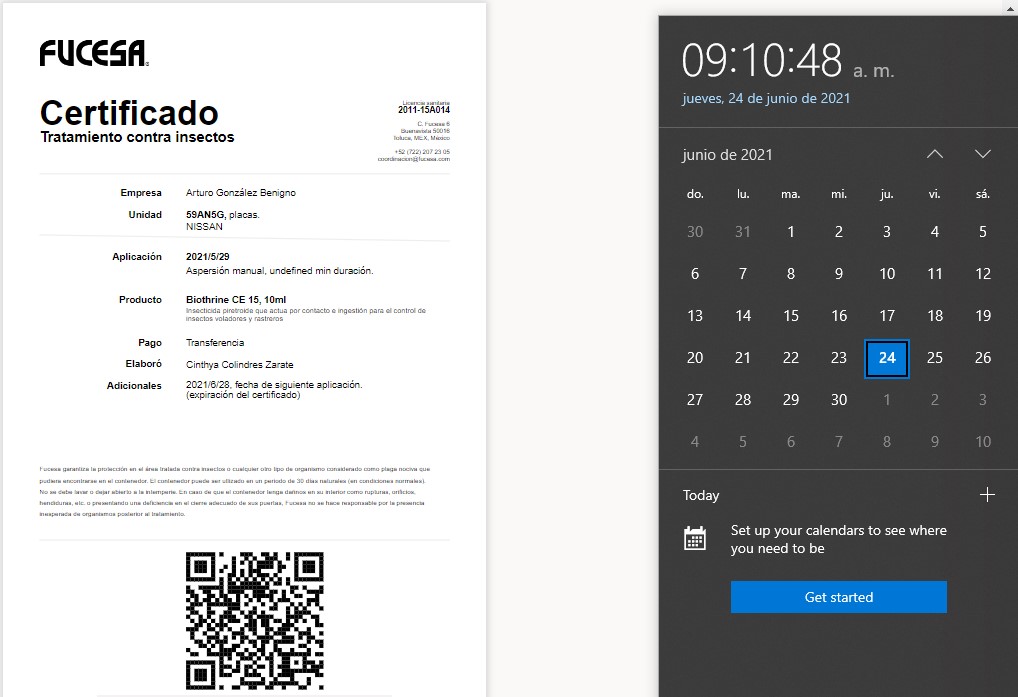 FUCESA
Certificado
Tratamiento contra insectos
Licencia sanitaria
2011-15A014
C. Fucesa 6
Buenavista 50016
Toluca, MEX, México
+52 (722) 207 23 05
coordinacion@fucesa.com
Empresa Arturo González Benigno
Unidad 59AN5G, placas.
NISSAN
Aplicación 2021/5/29
Aspersión manual, undefined min duración.
Producto Biothrine CE 15, 10ml
Insecticida piretroide que actua por contacto e ingestión para el control de
insectos voladores y rastreros
Pago Transferencia
Elaboró Cinthya Colindres Zarate
Adicionales 2021/6/28, fecha de siguiente aplicación.
(expiración del certificado)
Fucesa garantiza la protección en el área tratada contra insectos o cualquier otro tipo de organismo considerado como plaga nociva que
pudiera encontrarse en el contenedor. El contenedor puede ser utlizado en un periodo de 30 días naturales (en condiciones normales).
No se debe lavar o dejar abierto a la intemperie. En caso de que el contenedor tenga darinos en su interior como rupturas, orificios,
hendiduras, etc. o presentando una deficiencia en el cierre adecuado de sus puertas, Fucesa no se hace responsable por la presencia
inesperada de organismos posterior al tratamiento.
09:10:48 a. m.
jueves, 24 de junio de 2021
junio de 2021
do. lu. ma. mi. ju. vi. sá.
30 31 1 2 3 4 5
6 7 8 9 10 11 12
13 14 15 16 17 18 19
20 21 22 23 24 25 26
27 28 29 30 1 2 3
4 5 6 7 8 9 10
Today
Set up your calendars to see where
you need to be
Get started